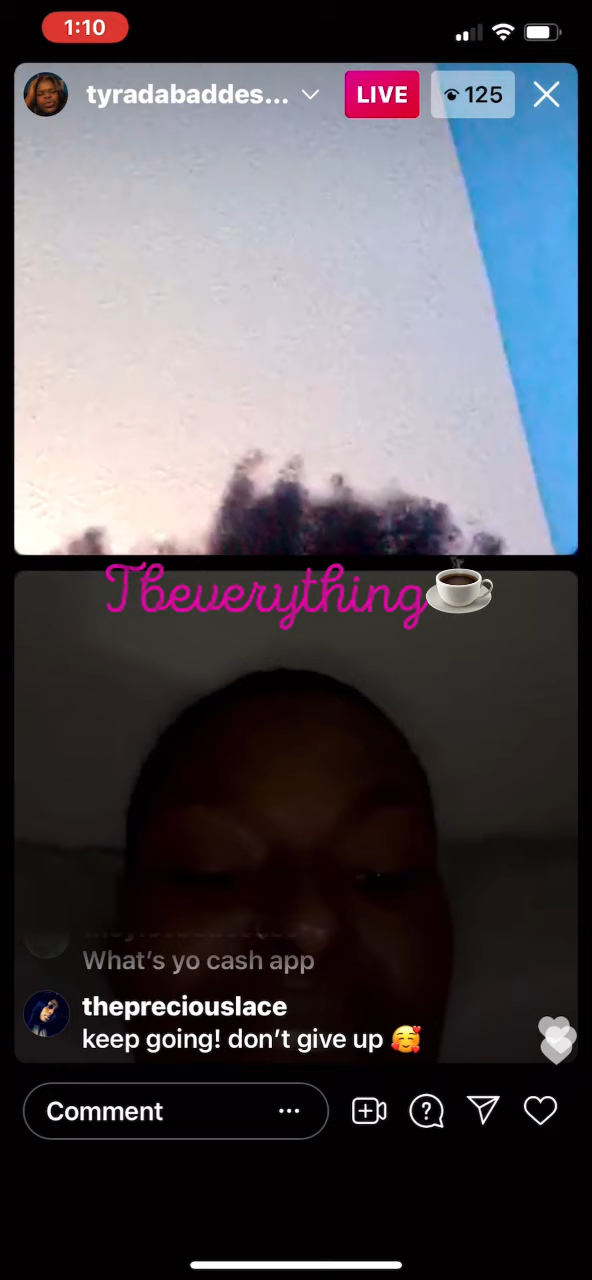 1:10
tyradabaddes...
LIVE
125
Tbeverything
What's yo cash app
thepreciouslace
keep going! don't give up 🥰
Comment